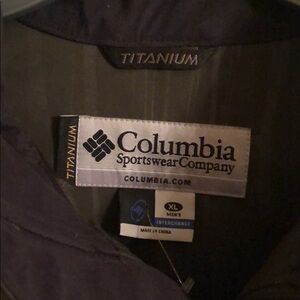 TITANIUM
TITANIUM
Columbia
Sportswear Company
COLUMBIA.COM
XL
MEN'S
INTERCHANGE
MADE IN CHINA